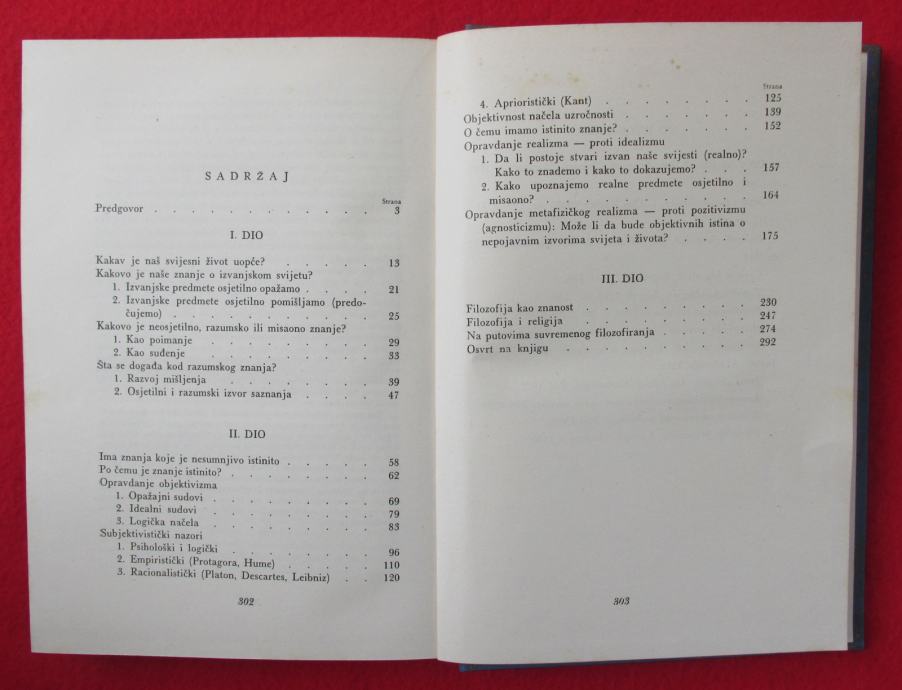 SADRŽAJ
Strana
Predgovor . . . . . . . . . . . . 3
I. DIO
Kakav je naš svijesni život uopće? . . . . . 13
Kakovo je naše znanje o izvanjskom svijetu?
1. Izvanjske predmete osjetilno opažamo . . . . 21
2. Izvanjske predmete osjetilno pomišljamo (predo-
čujemo) . . . . . . . . . . 25
Kakovo je neosjetilno, razumsko ili misaono znanje?
1. Kao poimanje . . . . . . . . . 29
2. Kao suđenje . . . . . . . . . 33
Šta se događa kod razumskog znanja?
1. Razvoj mišljenja . . . . . . . . 39
2. Osjetilni i razumski izvor saznanja . . . . 47
II. DIO
Ima znanja koje je nesumnjivo istinito . . . . . 58
Po čemu je znanje istinito? . . . . . . . 62
Opravdanje objektivizma
1. Opažajni sudovi . . . . . . . . 69
2. Idealni sudovi . . . . . . . . 79
3. Logička načela . . . . . . . . 83
Subjektivistički nazori
1. Psihološki i logički . . . . . . . 96
2. Empiristički (Protagora, Hume) . . . . 110
3. Racionalistički (Platon, Descartes, Leibniz) . . 120
302
Strana
4. Aprioristički (Kant) . . . . . . . 125
Objektivnost načela uzročnosti . . . . . . 139
O čemu imamo istinito znanje? . . . . . . 152
Opravdanje realizma — proti idealizmu
1. Da li postoje stvari izvan naše svijesti (realno)?
Kako to znademo i kako to dokazujemo? . . . 157
2. Kako upoznajemo realne predmete osjetilno i
misaono? . . . . . . . . . . 164
Opravdanje metafizičkog realizma — proti pozitivizmu
(agnosticizmu): Može li da bude objektivnih istina o
nepojavnim izvorima svijeta i života? . . . . 175
III. DIO
Filozofija kao znanost . . . . . . . . 230
Filozofija i religija . . . . . . . . . 247
Na putovima suvremenog filozofiranja . . . . . 274
Osvrt na knjigu . . . . . . . . . 292
303